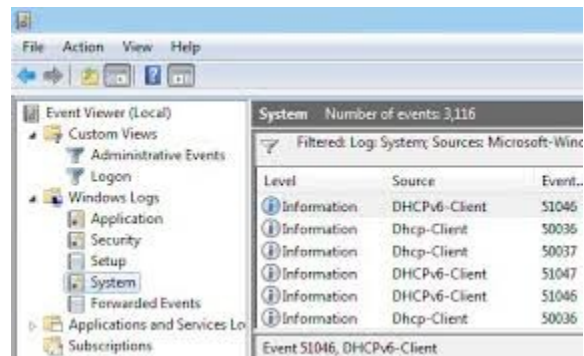 File Action View Help
Event Viewer (Local)
Custom Views
Administrative Events
Logon
Windows Logs
Application
Security
Setup
System
Forwarded Events
Applications and Services Lo
Subscriptions
System Number of events: 3,116
Filtered: Log: System; Sources: Microsoft-Winc
Level Source Event...
Information DHCPv6-Client 51046
Information Dhcp-Client 50036
Information Dhcp-Client 50037
Information DHCPv6-Client 51047
Information DHCPv6-Client 51046
Information Dhcp-Client 50036
Event 51046, DHCPv6-Client